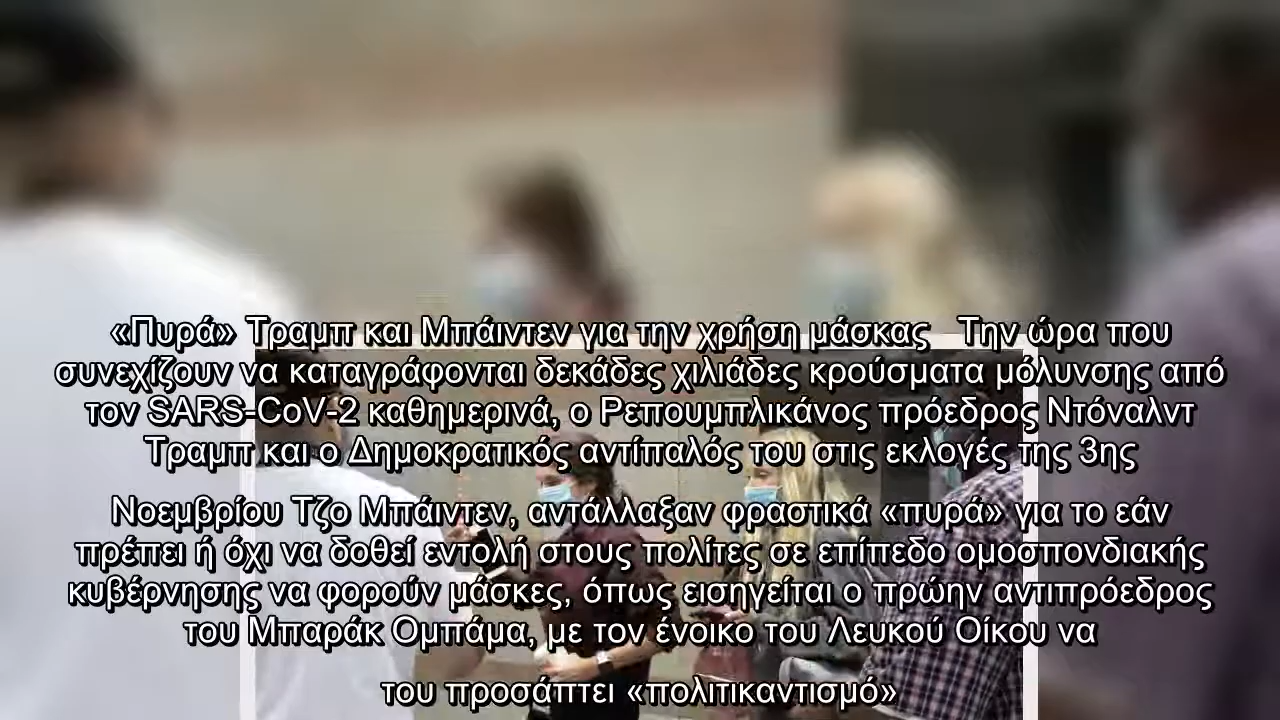 «Πυρά» Τραμπ και Μπάιντεν για την χρήση μάσκας Την ώρα που
συνεχίζουν να καταγράφονται δεκάδες χιλιάδες κρούσματα μόλυνσης από
τον SARS-CoV-2 καθημερινά, ο Ρεπουμπλικάνος πρόεδρος Ντόναλντ
Τραμπ και ο Δημοκρατικός αντίπαλός του στις εκλογές της 3ης
Νοεμβρίου Τζο Μπάιντεν, αντάλλαξαν φραστικά «πυρά» για το εάν
πρέπει ή όχι να δοθεί εντολή στους πολίτες σε επίπεδο ομοσπονδιακής
κυβέρνησης να φορούν μάσκες, όπως εισηγείται ο πρώην αντιπρόεδρος
του Μπαράκ Ομπάμα, με τον ένοικο του Λευκού Οίκου να
του προσάπτει «πολιτικαντισμό»